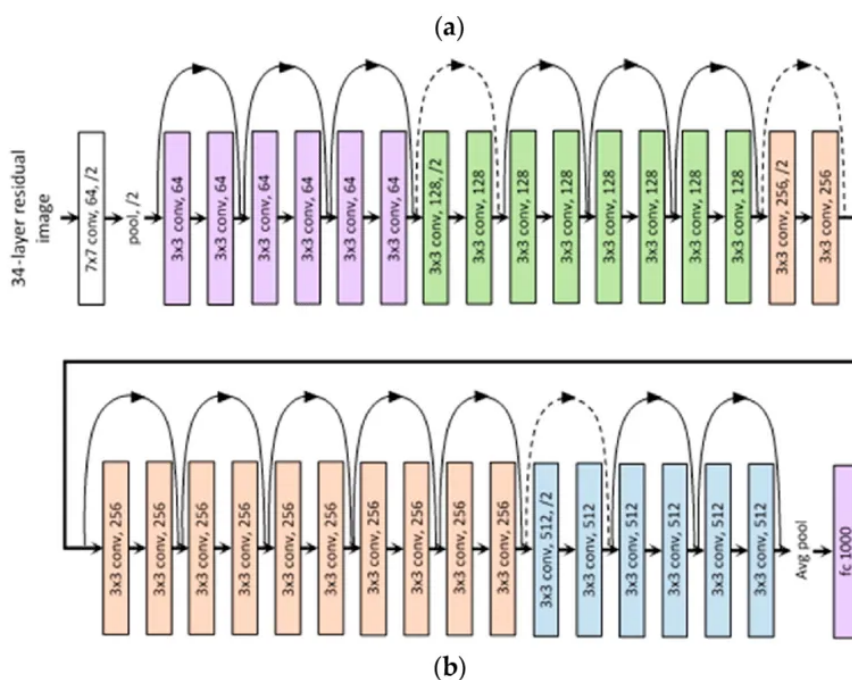 (a)
34-layer residual
image
7x7 conv, 64, /2
pool, /2
3x3 conv, 64
3x3 conv, 64
3x3 conv, 64
3x3 conv, 64
3x3 conv, 64
3x3 conv, 64
3x3 conv, 128, /2
3x3 conv, 128
3x3 conv, 128
3x3 conv, 128
3x3 conv, 128
3x3 conv, 128
3x3 conv, 128
3x3 conv, 128
3x3 conv, 256, /2
3x3 conv, 256
3x3 conv, 256
3x3 conv, 256
3x3 conv, 256
3x3 conv, 256
3x3 conv, 256
3x3 conv, 256
3x3 conv, 256
3x3 conv, 256
3x3 conv, 256
3x3 conv, 256
3x3 conv, 512, /2
3x3 conv, 512
3x3 conv, 512
3x3 conv, 512
3x3 conv, 512
3x3 conv, 512
Avg pool
fc 1000
(b)